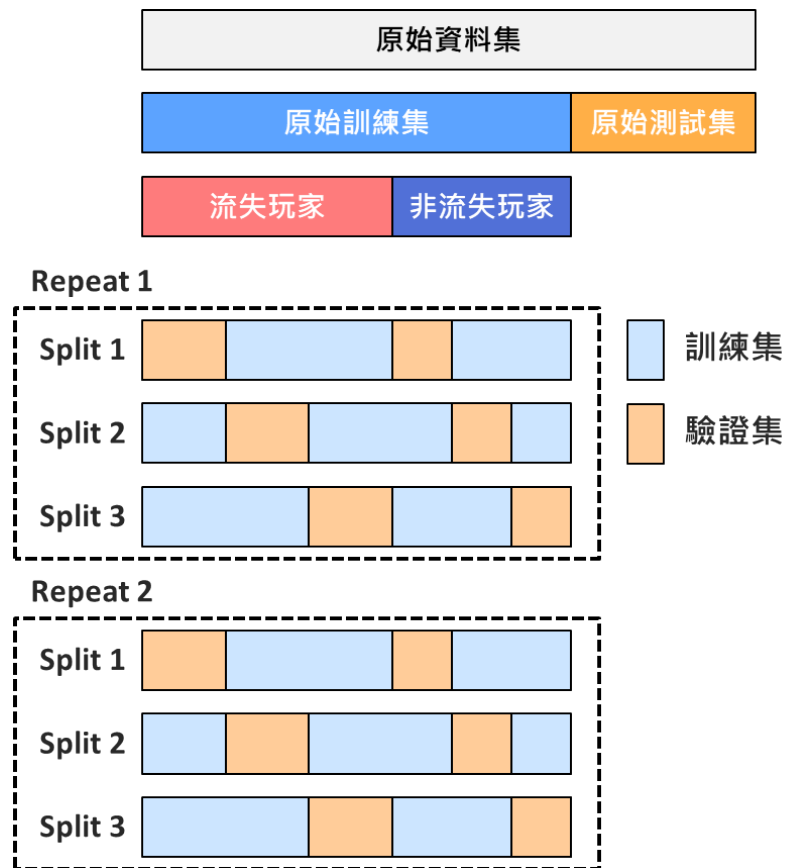 原始資料集
原始訓練集 原始測試集
流失玩家 非流失玩家
Repeat 1
Split 1
訓練集
Split 2
驗證集
Split 3
Repeat 2
Split 1
Split 2
Split 3